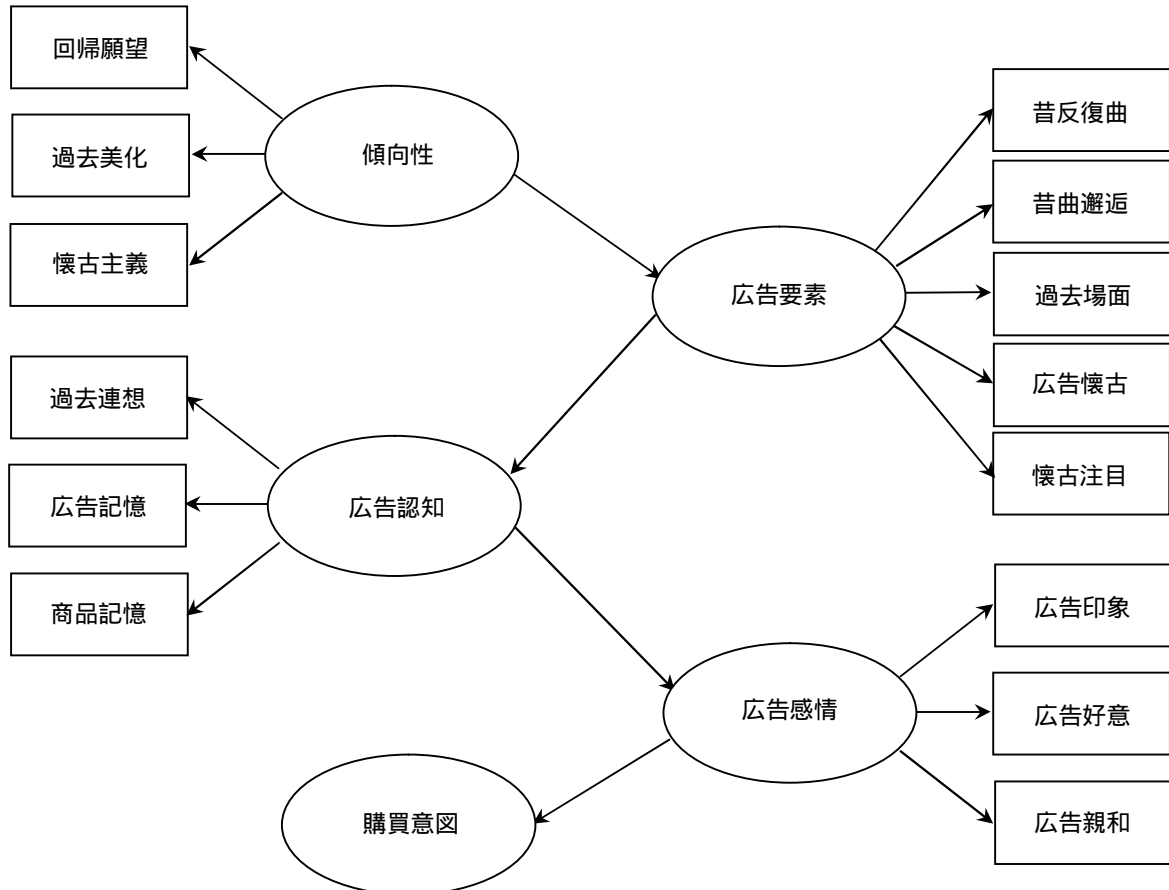 回帰願望
過去美化
懐古主義
傾向性
昔反復曲
昔曲邂逅
過去場面
広告懐古
懐古注目
広告要素
過去連想
広告記憶
商品記憶
広告認知
広告印象
広告好意
広告親和
広告感情
購買意図